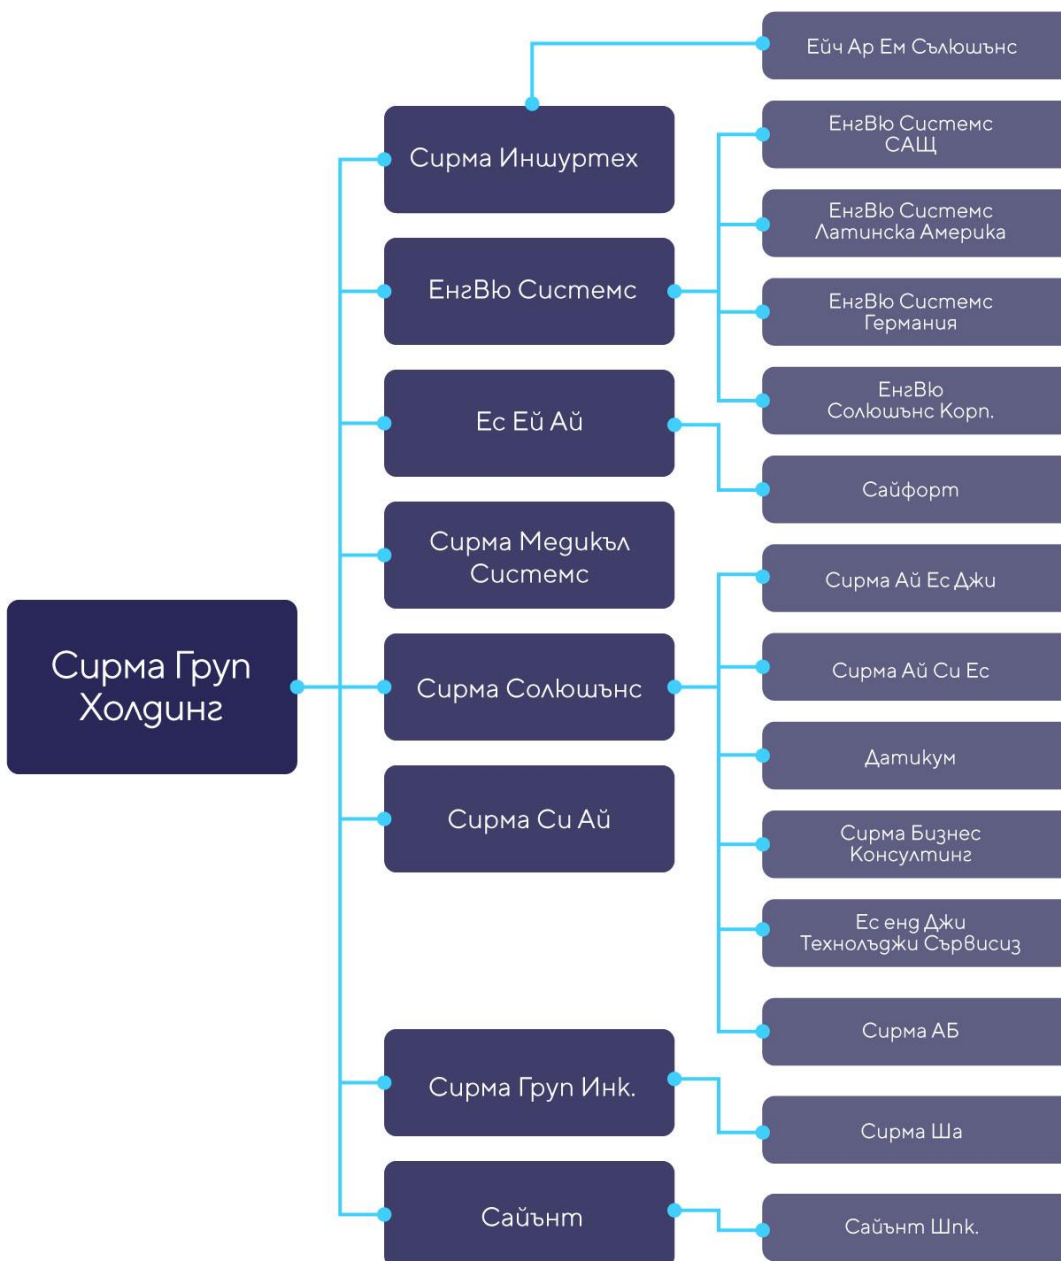 Сирма Груп
Холдинг
Сирма Иншуртех
ЕнгВю Системс
Ес Ей Ай
Сирма Медикъл
Системс
Сирма Солюшънс
Сирма Си Ай
Сирма Груп Инк.
Сайънт
Ейч Ар Ем Сълюшънс
ЕнгВю Системс
САЩ
ЕнгВю Системс
Латинска Америка
ЕнгВю Системс
Германия
ЕнгВю
Солюшънс Корп.
Сайфорт
Сирма Ай Ес Джи
Сирма Ай Си Ес
Датикум
Сирма Бизнес
Консултинг
Ес енд Джи
Технолъджи Сървисиз
Сирма АБ
Сирма Ша
Сайънт Шпк.